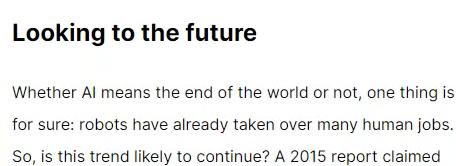 Looking to the future
Whether AI means the end of the world or not, one thing is
for sure: robots have already taken over many human jobs.
So, is this trend likely to continue? A 2015 report claimed